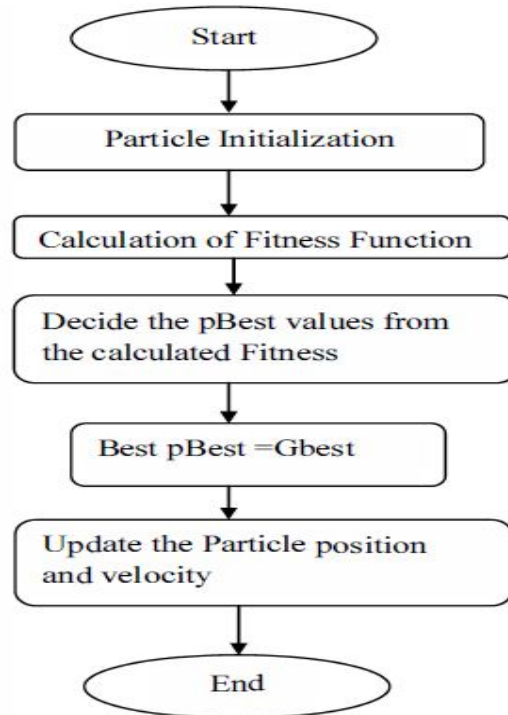 Start
Particle Initialization
Calculation of Fitness Function
Decide the pBest values from
the calculated Fitness
Best pBest =Gbest
Update the Particle position
and velocity
End